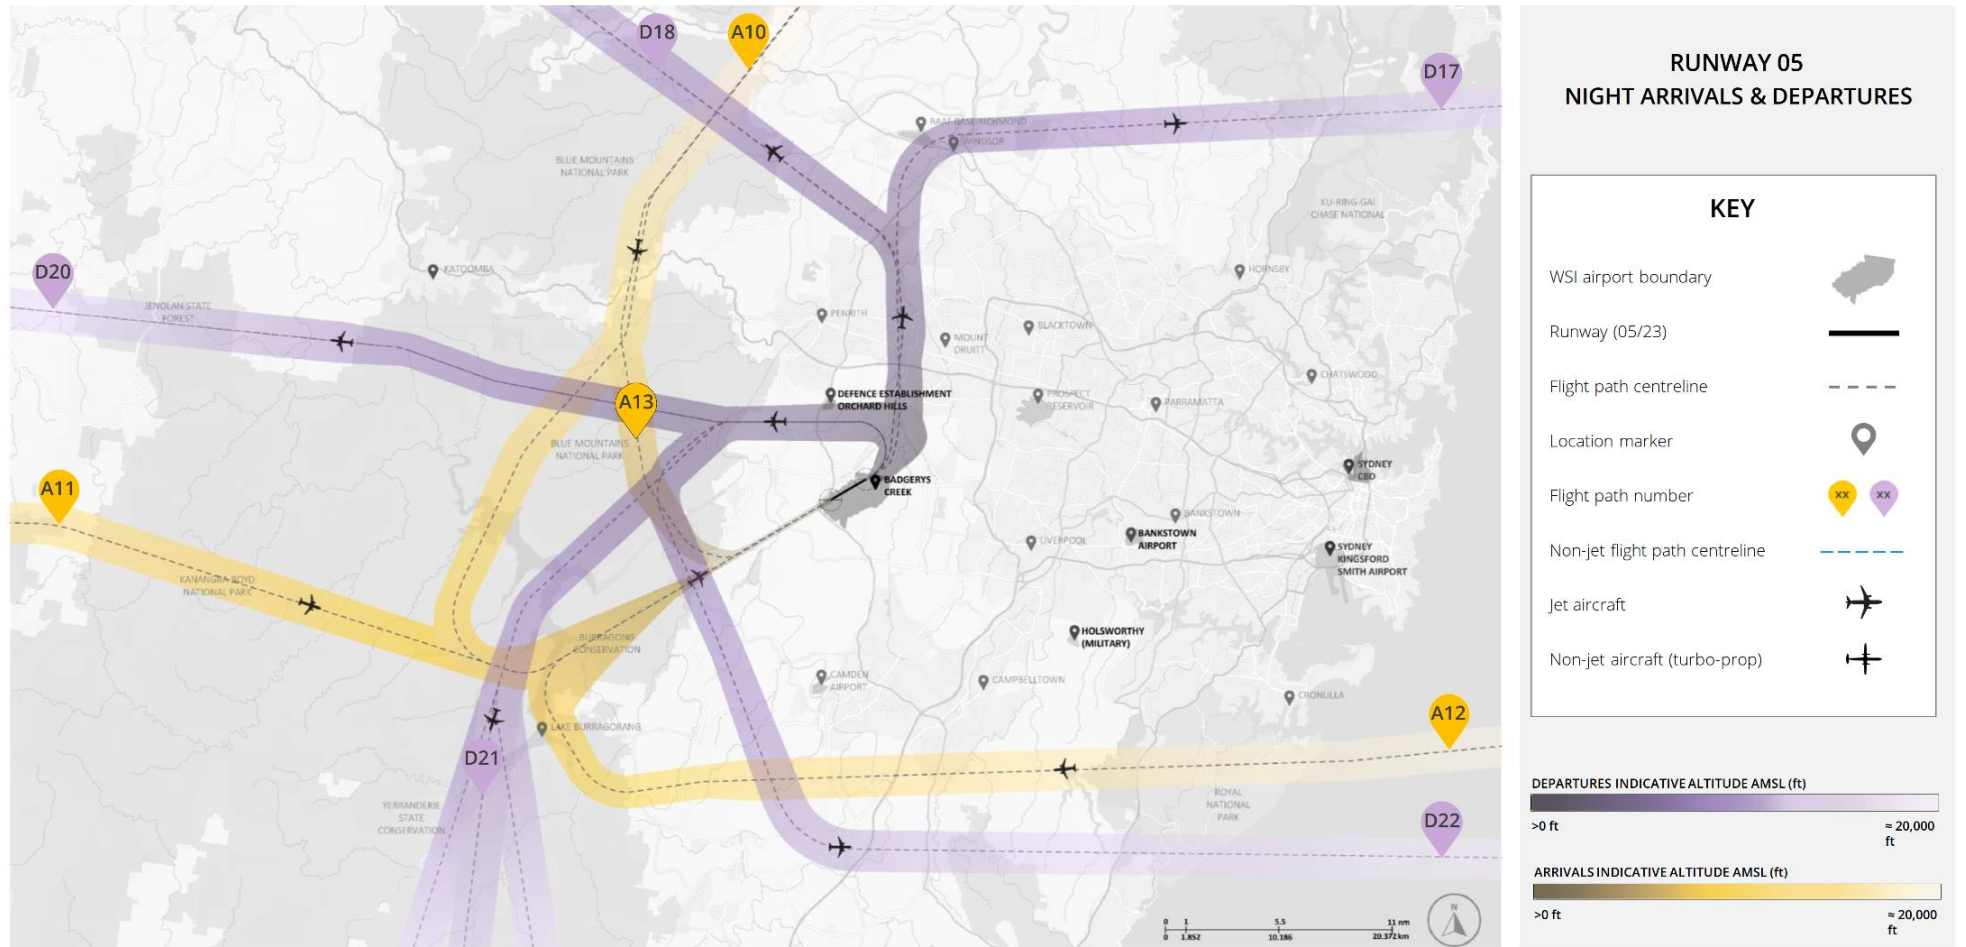 D18
A10
D17
RAAF BASE RICHMOND
WINDSOR
BLUE MOUNTAINS
NATIONAL PARK
KU-RING-GAI
CHASE NATIONAL
D20
KATOOMBA
HORNSBY
JENOLAN STATE
FOREST
PENRITH
MOUNT
DRUITT
BLACKTOWN
CHATSWOOD
A13
DEFENCE ESTABLISHMENT
ORCHARD HILLS
PROSPECT
RESERVOIR
PARRAMATTA
BLUE MOUNTAINS
NATIONAL PARK
A11
BADGERYS
CREEK
SYDNEY
CBD
BANKSTOWN
LIVERPOOL
BANKSTOWN
AIRPORT
SYDNEY
KINGSFORD
SMITH AIRPORT
KANANGRA-BOYD
NATIONAL PARK
BURRAGONG
CONSERVATION
HOLSWORTHY
(MILITARY)
CAMDEN
AIRPORT
CAMPBELLTOWN
CRONULLA
LAKE BURRAGORANG
A12
D21
YERRANDERIE
STATE
CONSERVATION
ROYAL
NATIONAL
PARK
D22
0 1 5.5 11 nm
0 1.852 10.186 20.372km
N
RUNWAY 05
NIGHT ARRIVALS & DEPARTURES
KEY
WSI airport boundary
Runway (05/23)
Flight path centreline
Location marker
Flight path number
XX XX
Non-jet flight path centreline
Jet aircraft
Non-jet aircraft (turbo-prop)
DEPARTURES INDICATIVE ALTITUDE AMSL (ft)
>0 ft ≈ 20,000
ft
ARRIVALS INDICATIVE ALTITUDE AMSL (ft)
>0 ft ≈ 20,000
ft